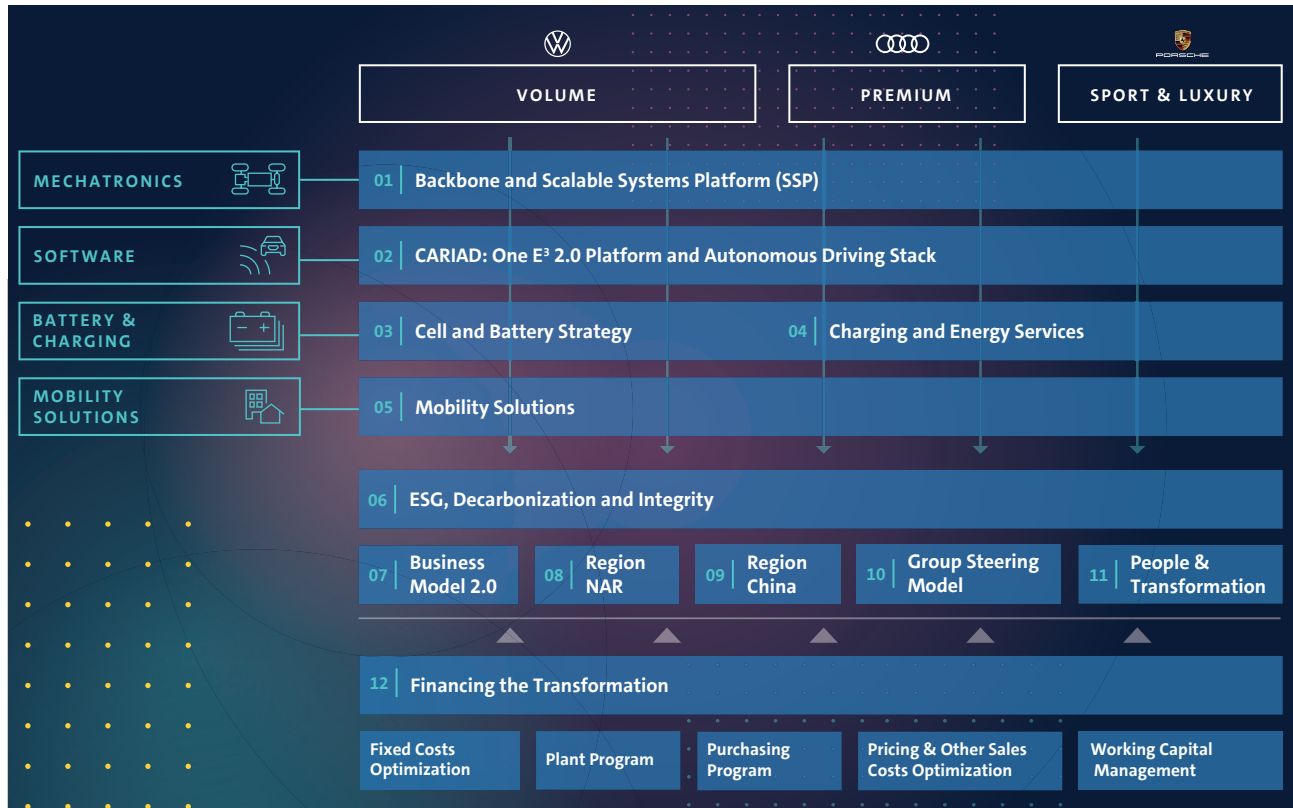 PORSCHE
VOLUME
PREMIUM
SPORT & LUXURY
MECHATRONICS
01 Backbone and Scalable Systems Platform (SSP)
SOFTWARE
02 CARIAD: One E³ 2.0 Platform and Autonomous Driving Stack
BATTERY &
CHARGING
03 Cell and Battery Strategy
04 Charging and Energy Services
MOBILITY
SOLUTIONS
05 Mobility Solutions
06 ESG, Decarbonization and Integrity
07 Business
Model 2.0
08 Region
NAR
09 Region
China
10 Group Steering
Model
11 People &
Transformation
12 Financing the Transformation
Fixed Costs
Optimization
Plant Program
Purchasing
Program
Pricing & Other Sales
Costs Optimization
Working Capital
Management